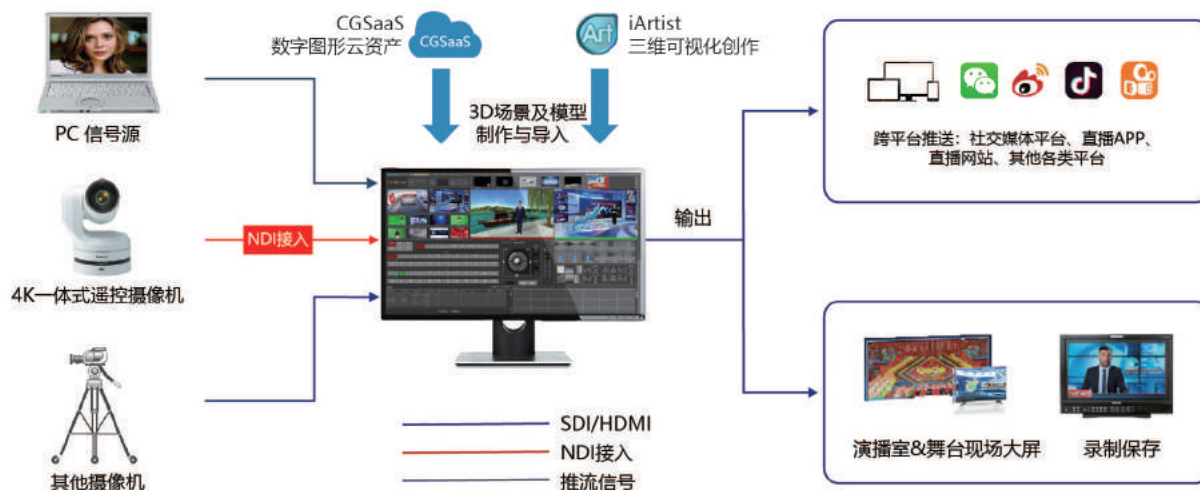 CGSaaS
数字图形云资产
CGSaaS
Art
iArtist
三维可视化创作
PC 信号源
3D场景及模型
制作与导入
跨平台推送：社交媒体平台、直播APP、
直播网站、其他各类平台
NDI接入
输出
4K一体式遥控摄像机
其他摄像机
SDI/HDMI
NDI接入
推流信号
演播室&舞台现场大屏
录制保存